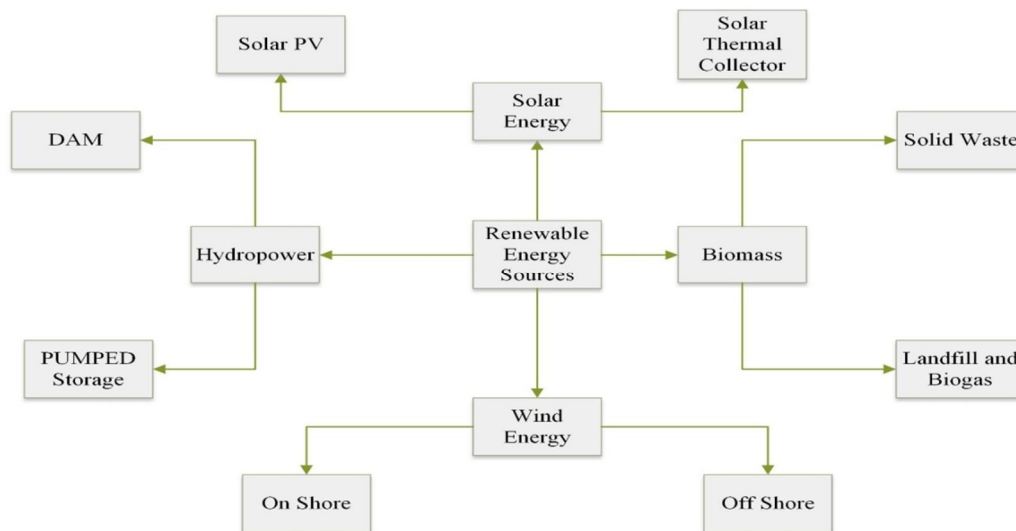 Solar PV
Solar
Thermal
Collector
Solar
Energy
DAM
Solid Waste
Hydropower
Renewable
Energy
Sources
Biomass
PUMPED
Storage
Landfill and
Biogas
Wind
Energy
On Shore
Off Shore